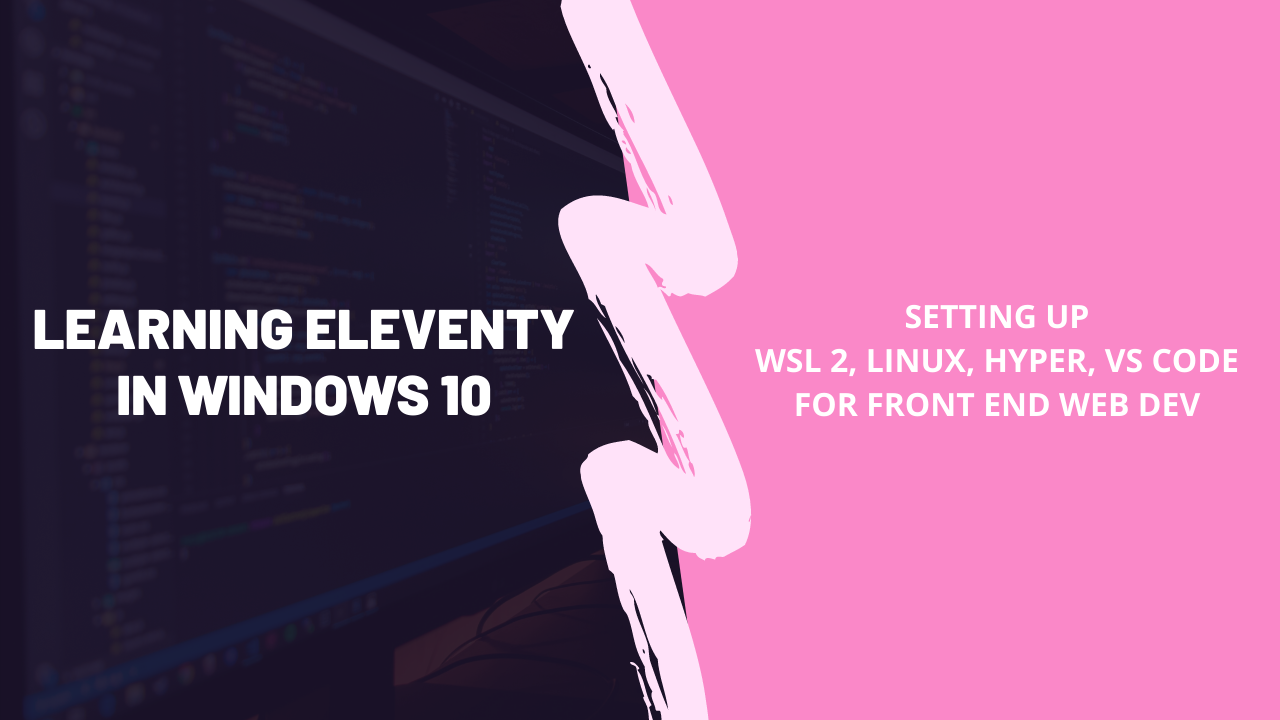 LEARNING ELEVENTY
IN WINDOWS 10
SETTING UP
WSL 2, LINUX, HYPER, VS CODE
FOR FRONT END WEB DEV